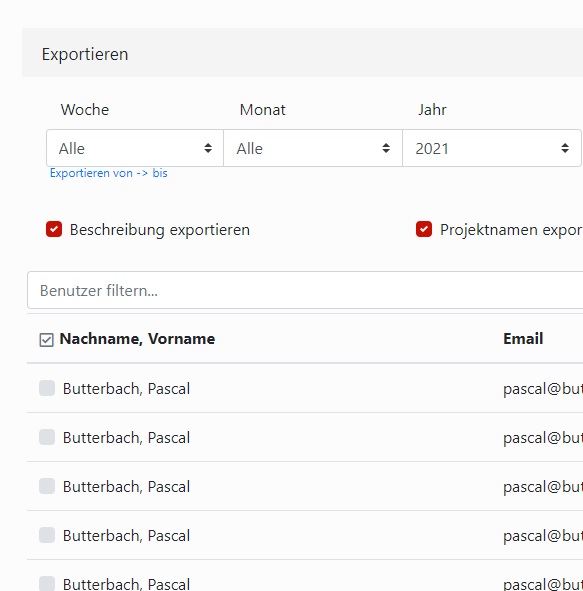 Exportieren
Woche Monat Jahr
Alle Alle 2021
Exportieren von -> bis
Beschreibung exportieren Projektnamen expor
Benutzer filtern...
Nachname, Vorname Email
Butterbach, Pascal pascal@but
Butterbach, Pascal pascal@but
Butterbach, Pascal pascal@but
Butterbach, Pascal pascal@but
Butterbach, Pascal pascal@but